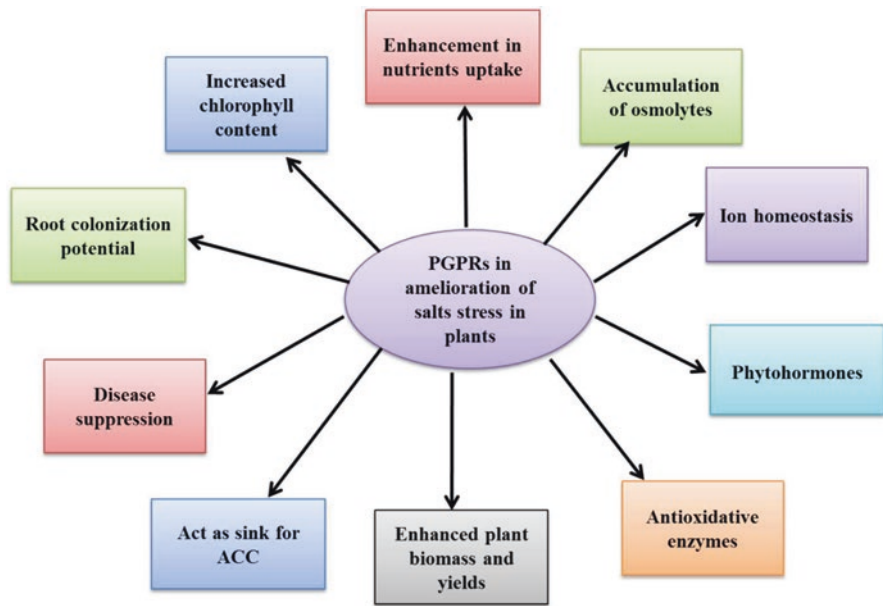 Enhancement in
nutrients uptake
Increased
chlorophyll
content
Accumulation
of osmolytes
Root colonization
potential
Ion homeostasis
PGPRs in
amelioration of
salts stress in
plants
Disease
suppression
Phytohormones
Act as sink for
ACC
Enhanced plant
biomass and
yields
Antioxidative
enzymes